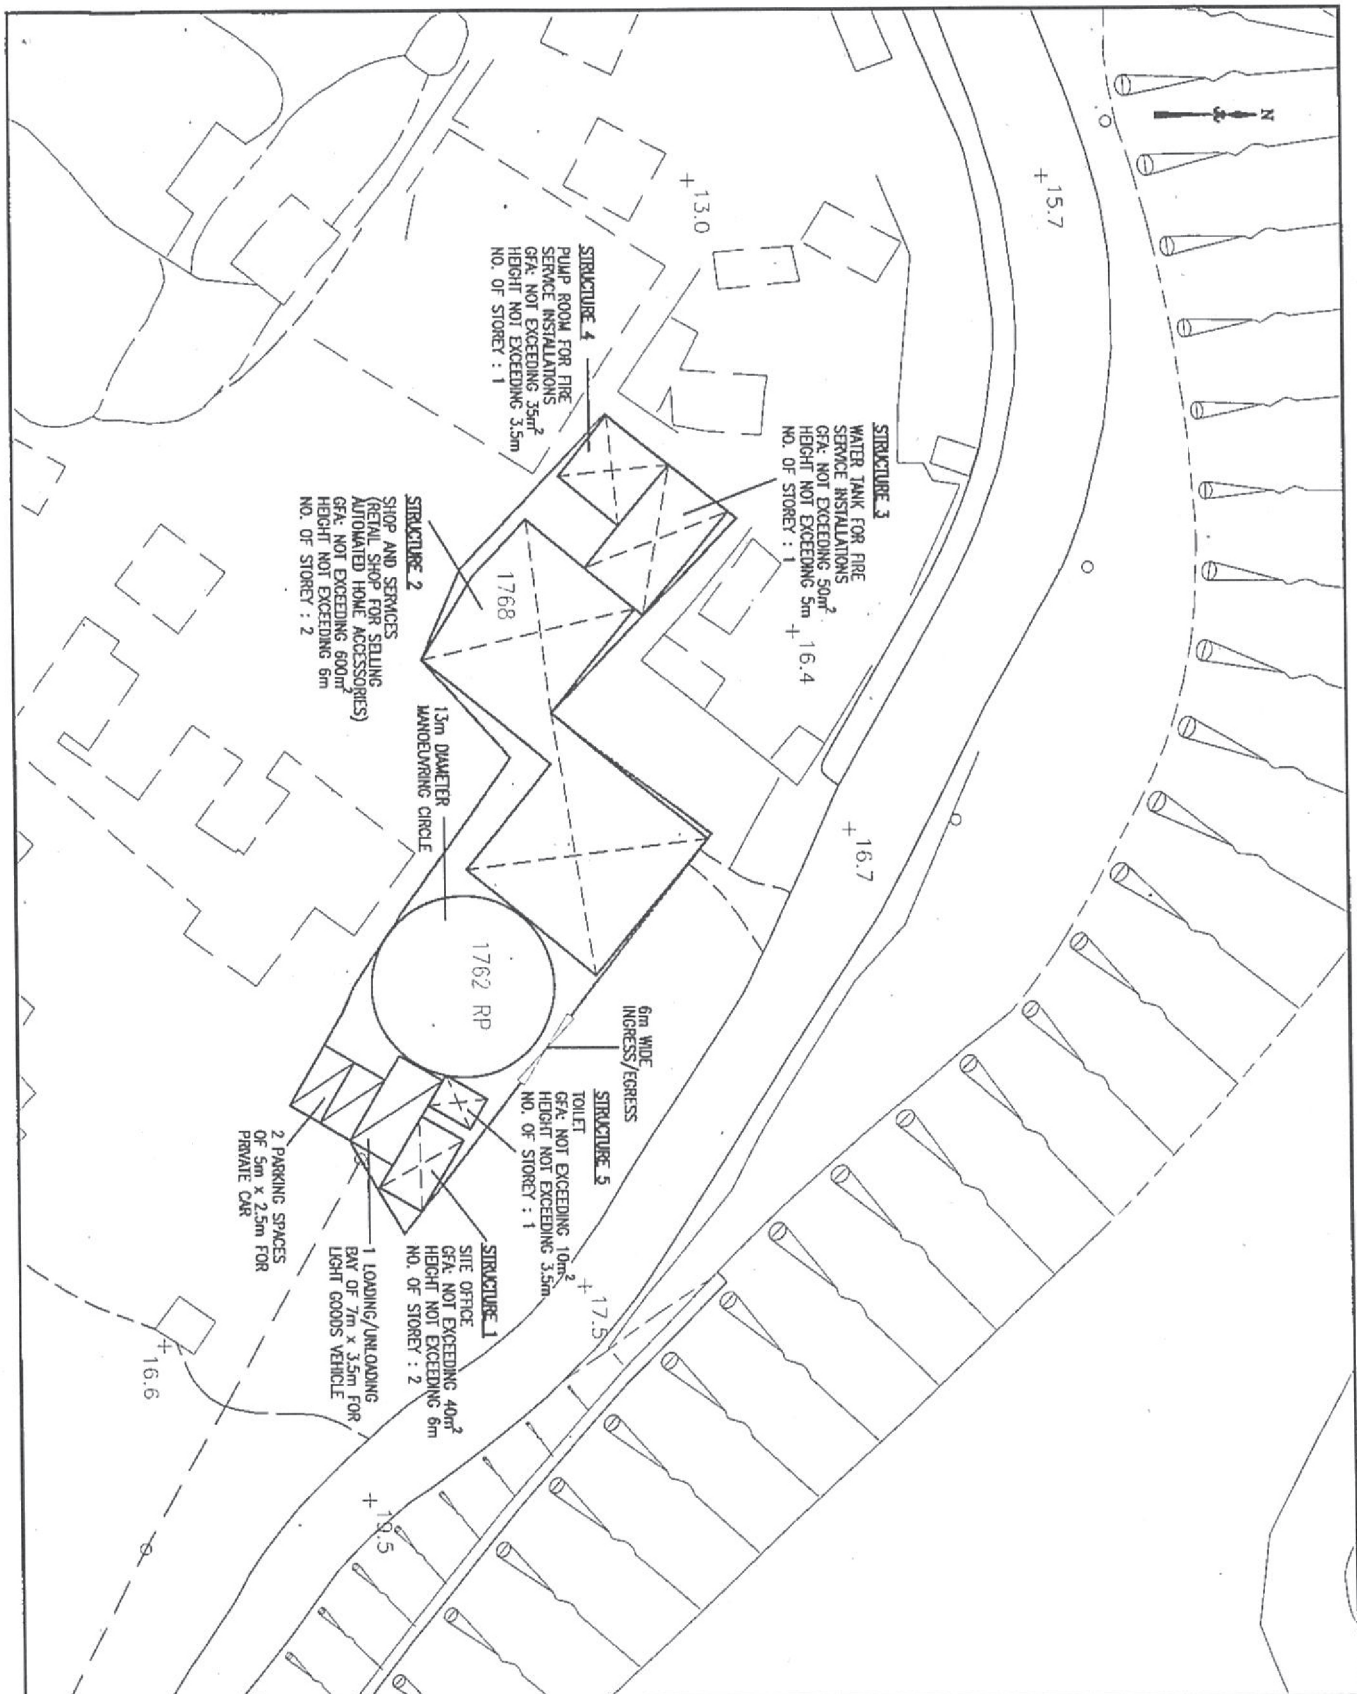 N
+15.7
+13.0
STRUCTURE 4
PUMP ROOM FOR FIRE
SERVICE INSTALLATIONS
GFA: NOT EXCEEDING 35m²
HEIGHT NOT EXCEEDING 3.5m
NO. OF STOREY : 1
STRUCTURE 3
WATER TANK FOR FIRE
SERVICE INSTALLATIONS
GFA: NOT EXCEEDING 50m²
HEIGHT NOT EXCEEDING 5m
NO. OF STOREY : 1
+16.4
STRUCTURE 2
SHOP AND SERVICES
(RETAIL SHOP FOR SELLING
AUTOMATED HOME ACCESSORIES)
GFA: NOT EXCEEDING 600m²
HEIGHT NOT EXCEEDING 6m
NO. OF STOREY : 2
1768
+16.7
13m DIAMETER
MANOEUVRING CIRCLE
1762 RP
6m WIDE
INGRESS/EGRESS
STRUCTURE 5
TOILET
GFA: NOT EXCEEDING 10m²
HEIGHT NOT EXCEEDING 3.5m
NO. OF STOREY : 1
+17.5
STRUCTURE 1
SITE OFFICE
GFA: NOT EXCEEDING 40m²
HEIGHT NOT EXCEEDING 6m
NO. OF STOREY : 2
1 LOADING/UNLOADING
BAY OF 7m x 3.5m FOR
LIGHT GOODS VEHICLE
2 PARKING SPACES
OF 5m x 2.5m FOR
PRIVATE CAR
+16.6
+19.5